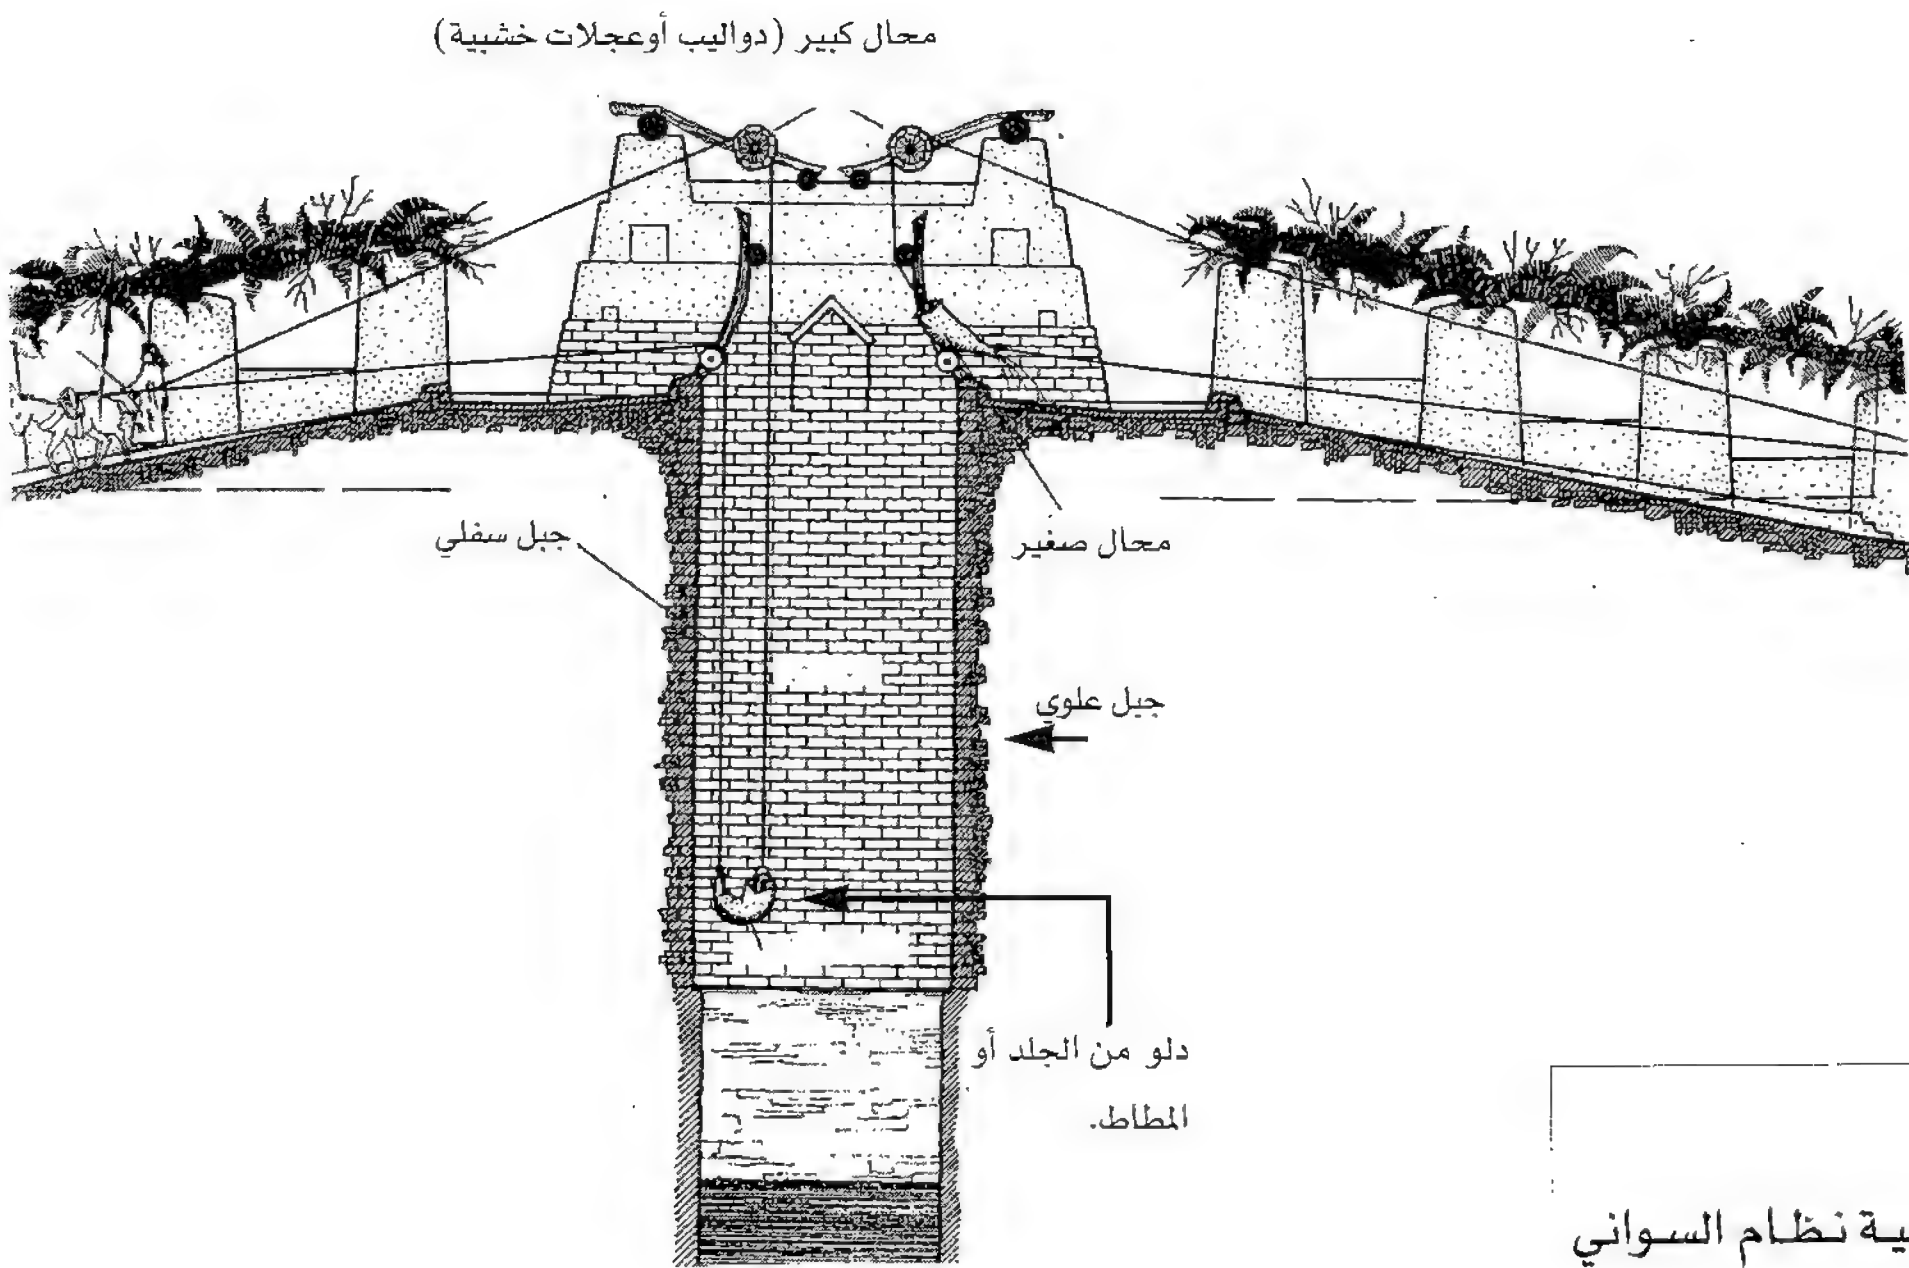 محال كبير (دواليب أوعجلات خشبية)
جبل سفلي
محال صغير
جبل علوي
دلو من الجلد أو
المطاط.
ية نظام السواني